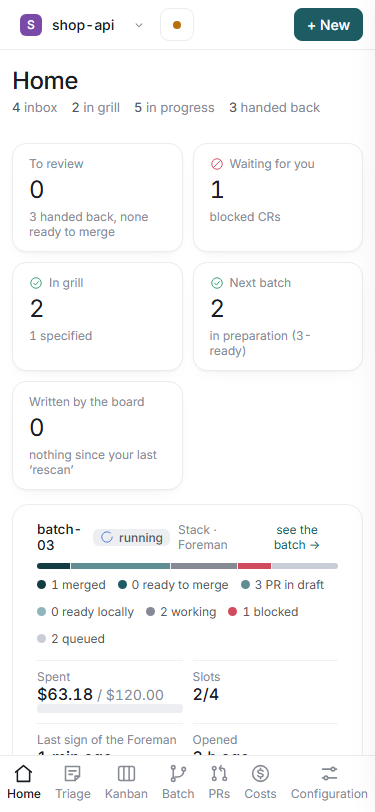 S shop-api
+ New
Home
4 inbox 2 in grill 5 in progress 3 handed back
To review
0
3 handed back, none
ready to merge
Waiting for you
1
blocked CRs
In grill
2
1 specified
Next batch
2
in preparation (3-
ready)
Written by the board
0
nothing since your last
‘rescan’
batch-
03
running
Stack ·
Foreman
see the
batch →
1 merged 0 ready to merge 3 PR in draft
0 ready locally 2 working 1 blocked
2 queued
Spent
$63.18 / $120.00
Slots
2/4
Last sign of the Foreman
Opened
Home Triage Kanban Batch PRs Costs Configuration